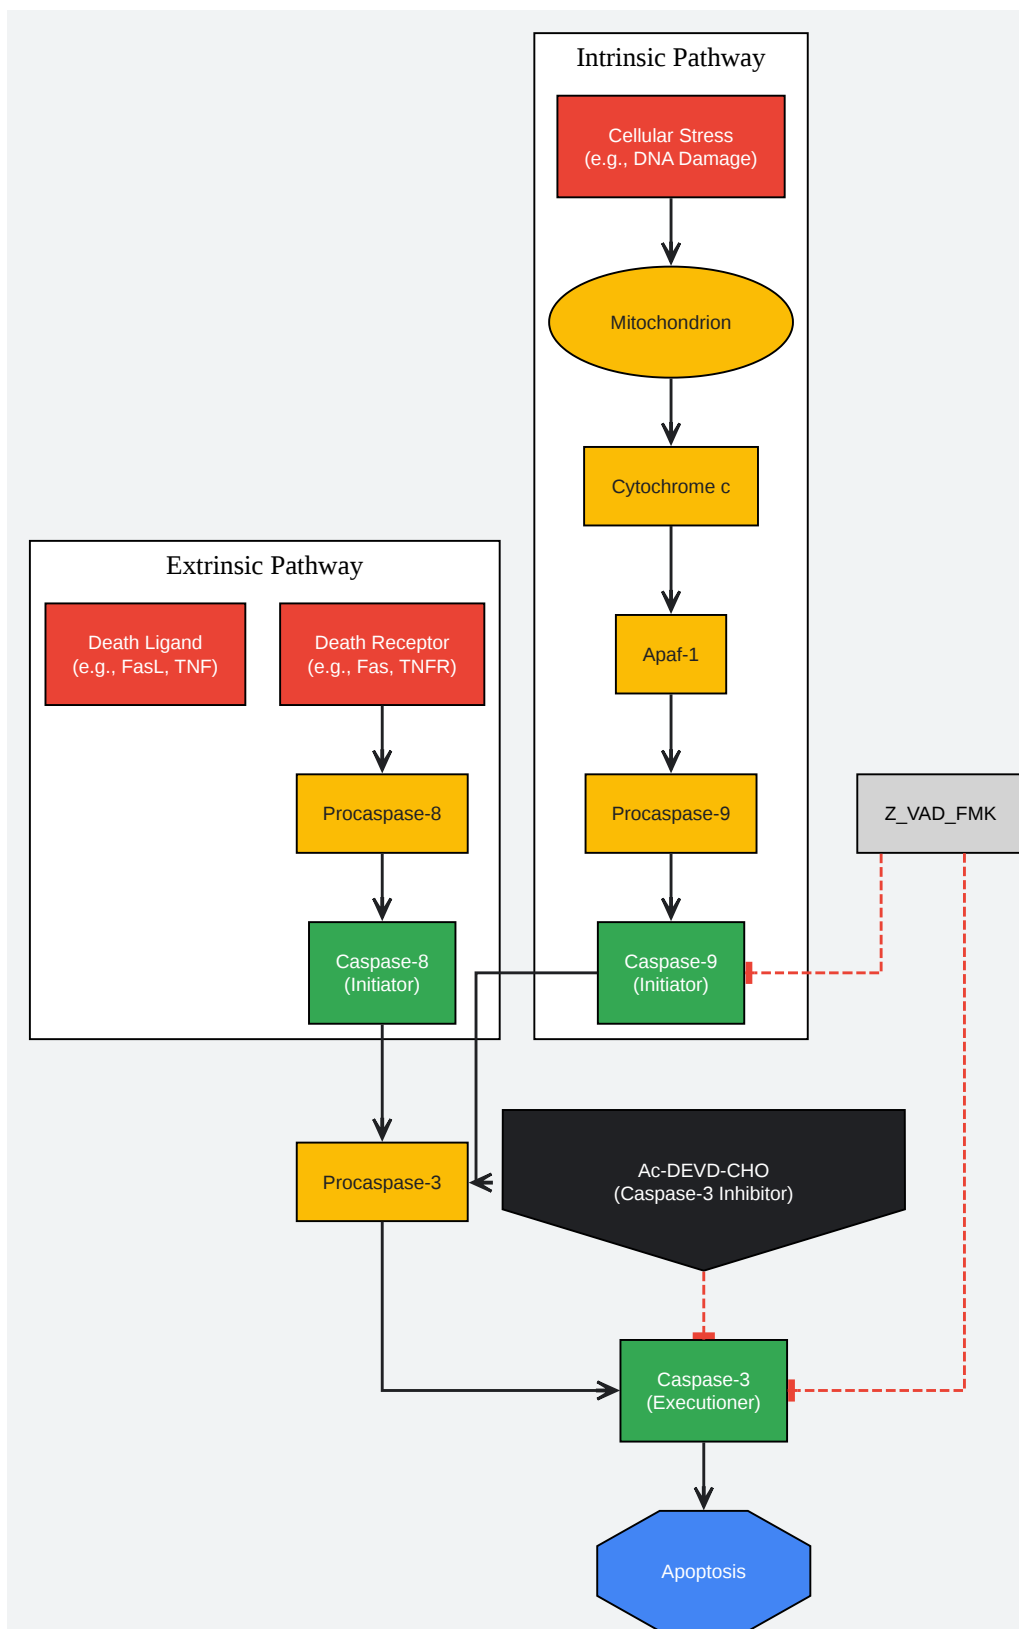 Intrinsic Pathway
Cellular Stress
(e.g., DNA Damage)
Mitochondrion
Cytochrome c
Extrinsic Pathway
Death Ligand
(e.g., FasL, TNF)
Death Receptor
(e.g., Fas, TNFR)
Apaf-1
Procaspase-8
Procaspase-9
Z_VAD_FMK
Caspase-8
(Initiator)
Caspase-9
(Initiator)
Procaspase-3
Ac-DEVD-CHO
(Caspase-3 Inhibitor)
Caspase-3
(Executioner)
Apoptosis